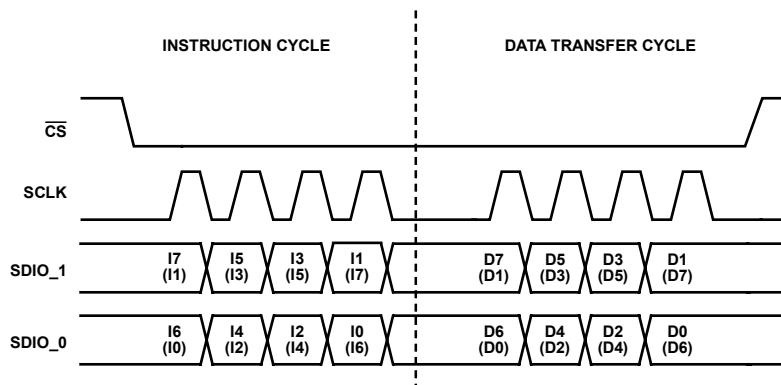 INSTRUCTION CYCLE DATA TRANSFER CYCLE
CS
SCLK
SDIO_1 I7 I5 I3 I1 D7 D5 D3 D1
(I1) (I3) (I5) (I7) (D1) (D3) (D5) (D7)
SDIO_0 I6 I4 I2 I0 D6 D4 D2 D0
(I0) (I2) (I4) (I6) (D0) (D2) (D4) (D6)